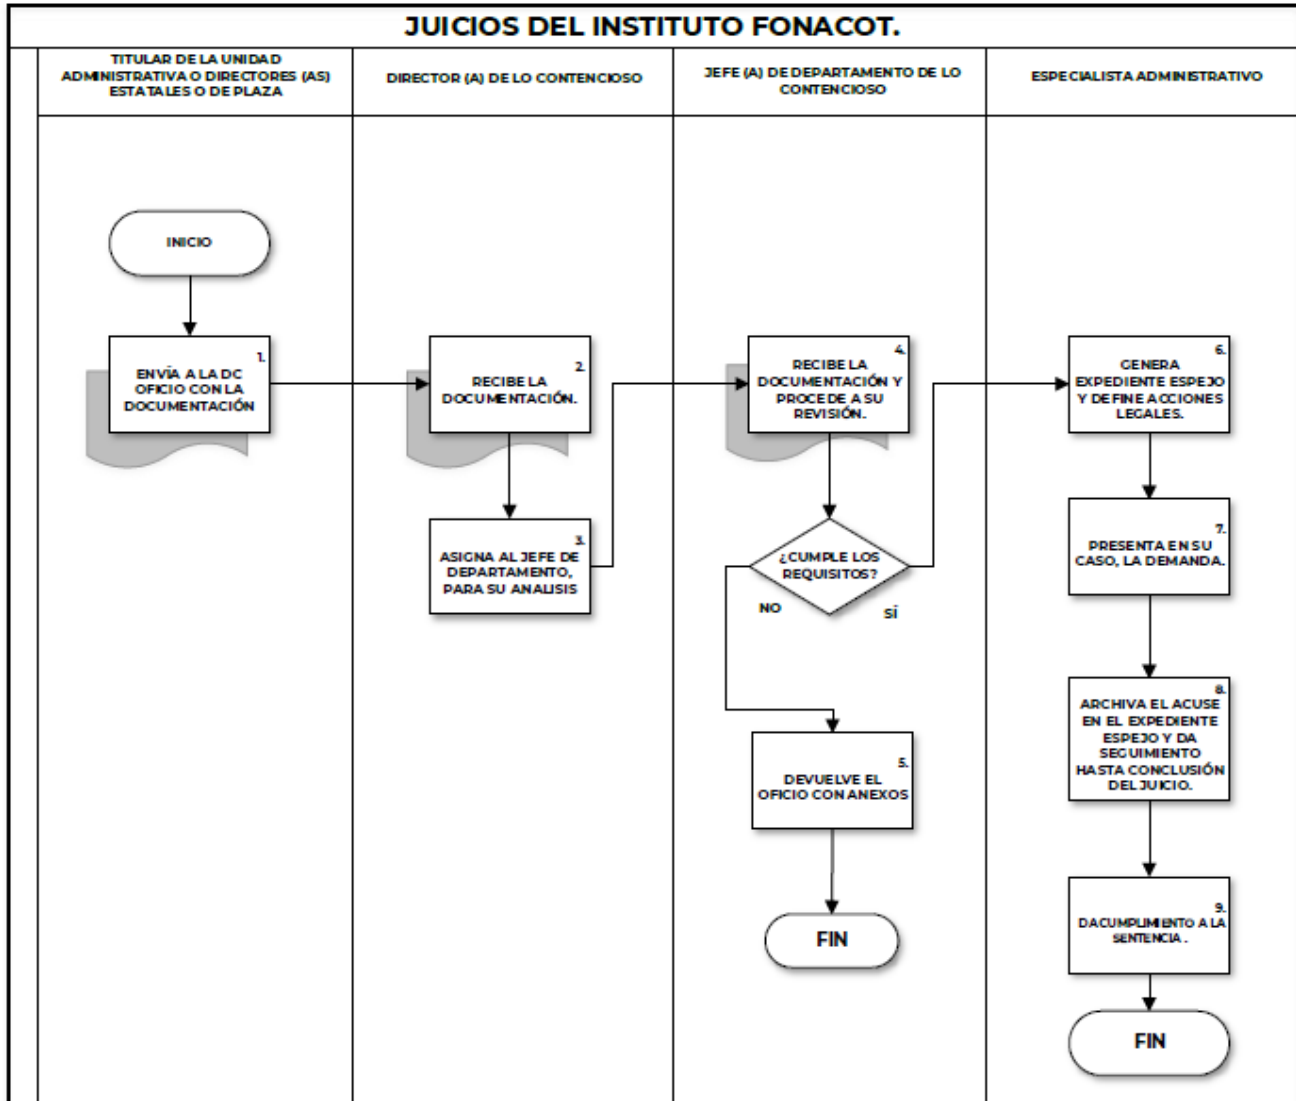 JUICIOS DEL INSTITUTO FONACOT.
TITULAR DE LA UNIDAD
ADMINISTRATIVA O DIRECTORES (AS)
ESTATALES O DE PLAZA
DIRECTOR (A) DE LO CONTENCIOSO
JEFE (A) DE DEPARTAMENTO DE LO
CONTENCIOSO
ESPECIALISTA ADMINISTRATIVO
INICIO
1.
ENVÍA A LA DC
OFICIO CON LA
DOCUMENTACIÓN
2.
RECIBE LA
DOCUMENTACIÓN.
3.
ASIGNA AL JEFE DE
DEPARTAMENTO,
PARA SU ANALISIS
4.
RECIBE LA
DOCUMENTACIÓN Y
PROCEDE A SU
REVISIÓN.
¿CUMPLE LOS
REQUISITOS?
NO
SÍ
5.
DEVUELVE EL
OFICIO CON ANEXOS
FIN
6.
GENERA
EXPEDIENTE ESPEJO
Y DEFINE ACCIONES
LEGALES.
7.
PRESENTA EN SU
CASO, LA DEMANDA.
8.
ARCHIVA EL ACUSE
EN EL EXPEDIENTE
ESPEJO Y DA
SEGUIMIENTO
HASTA CONCLUSIÓN
DEL JUICIO.
9.
DA CUMPLIMIENTO A LA
SENTENCIA .
FIN